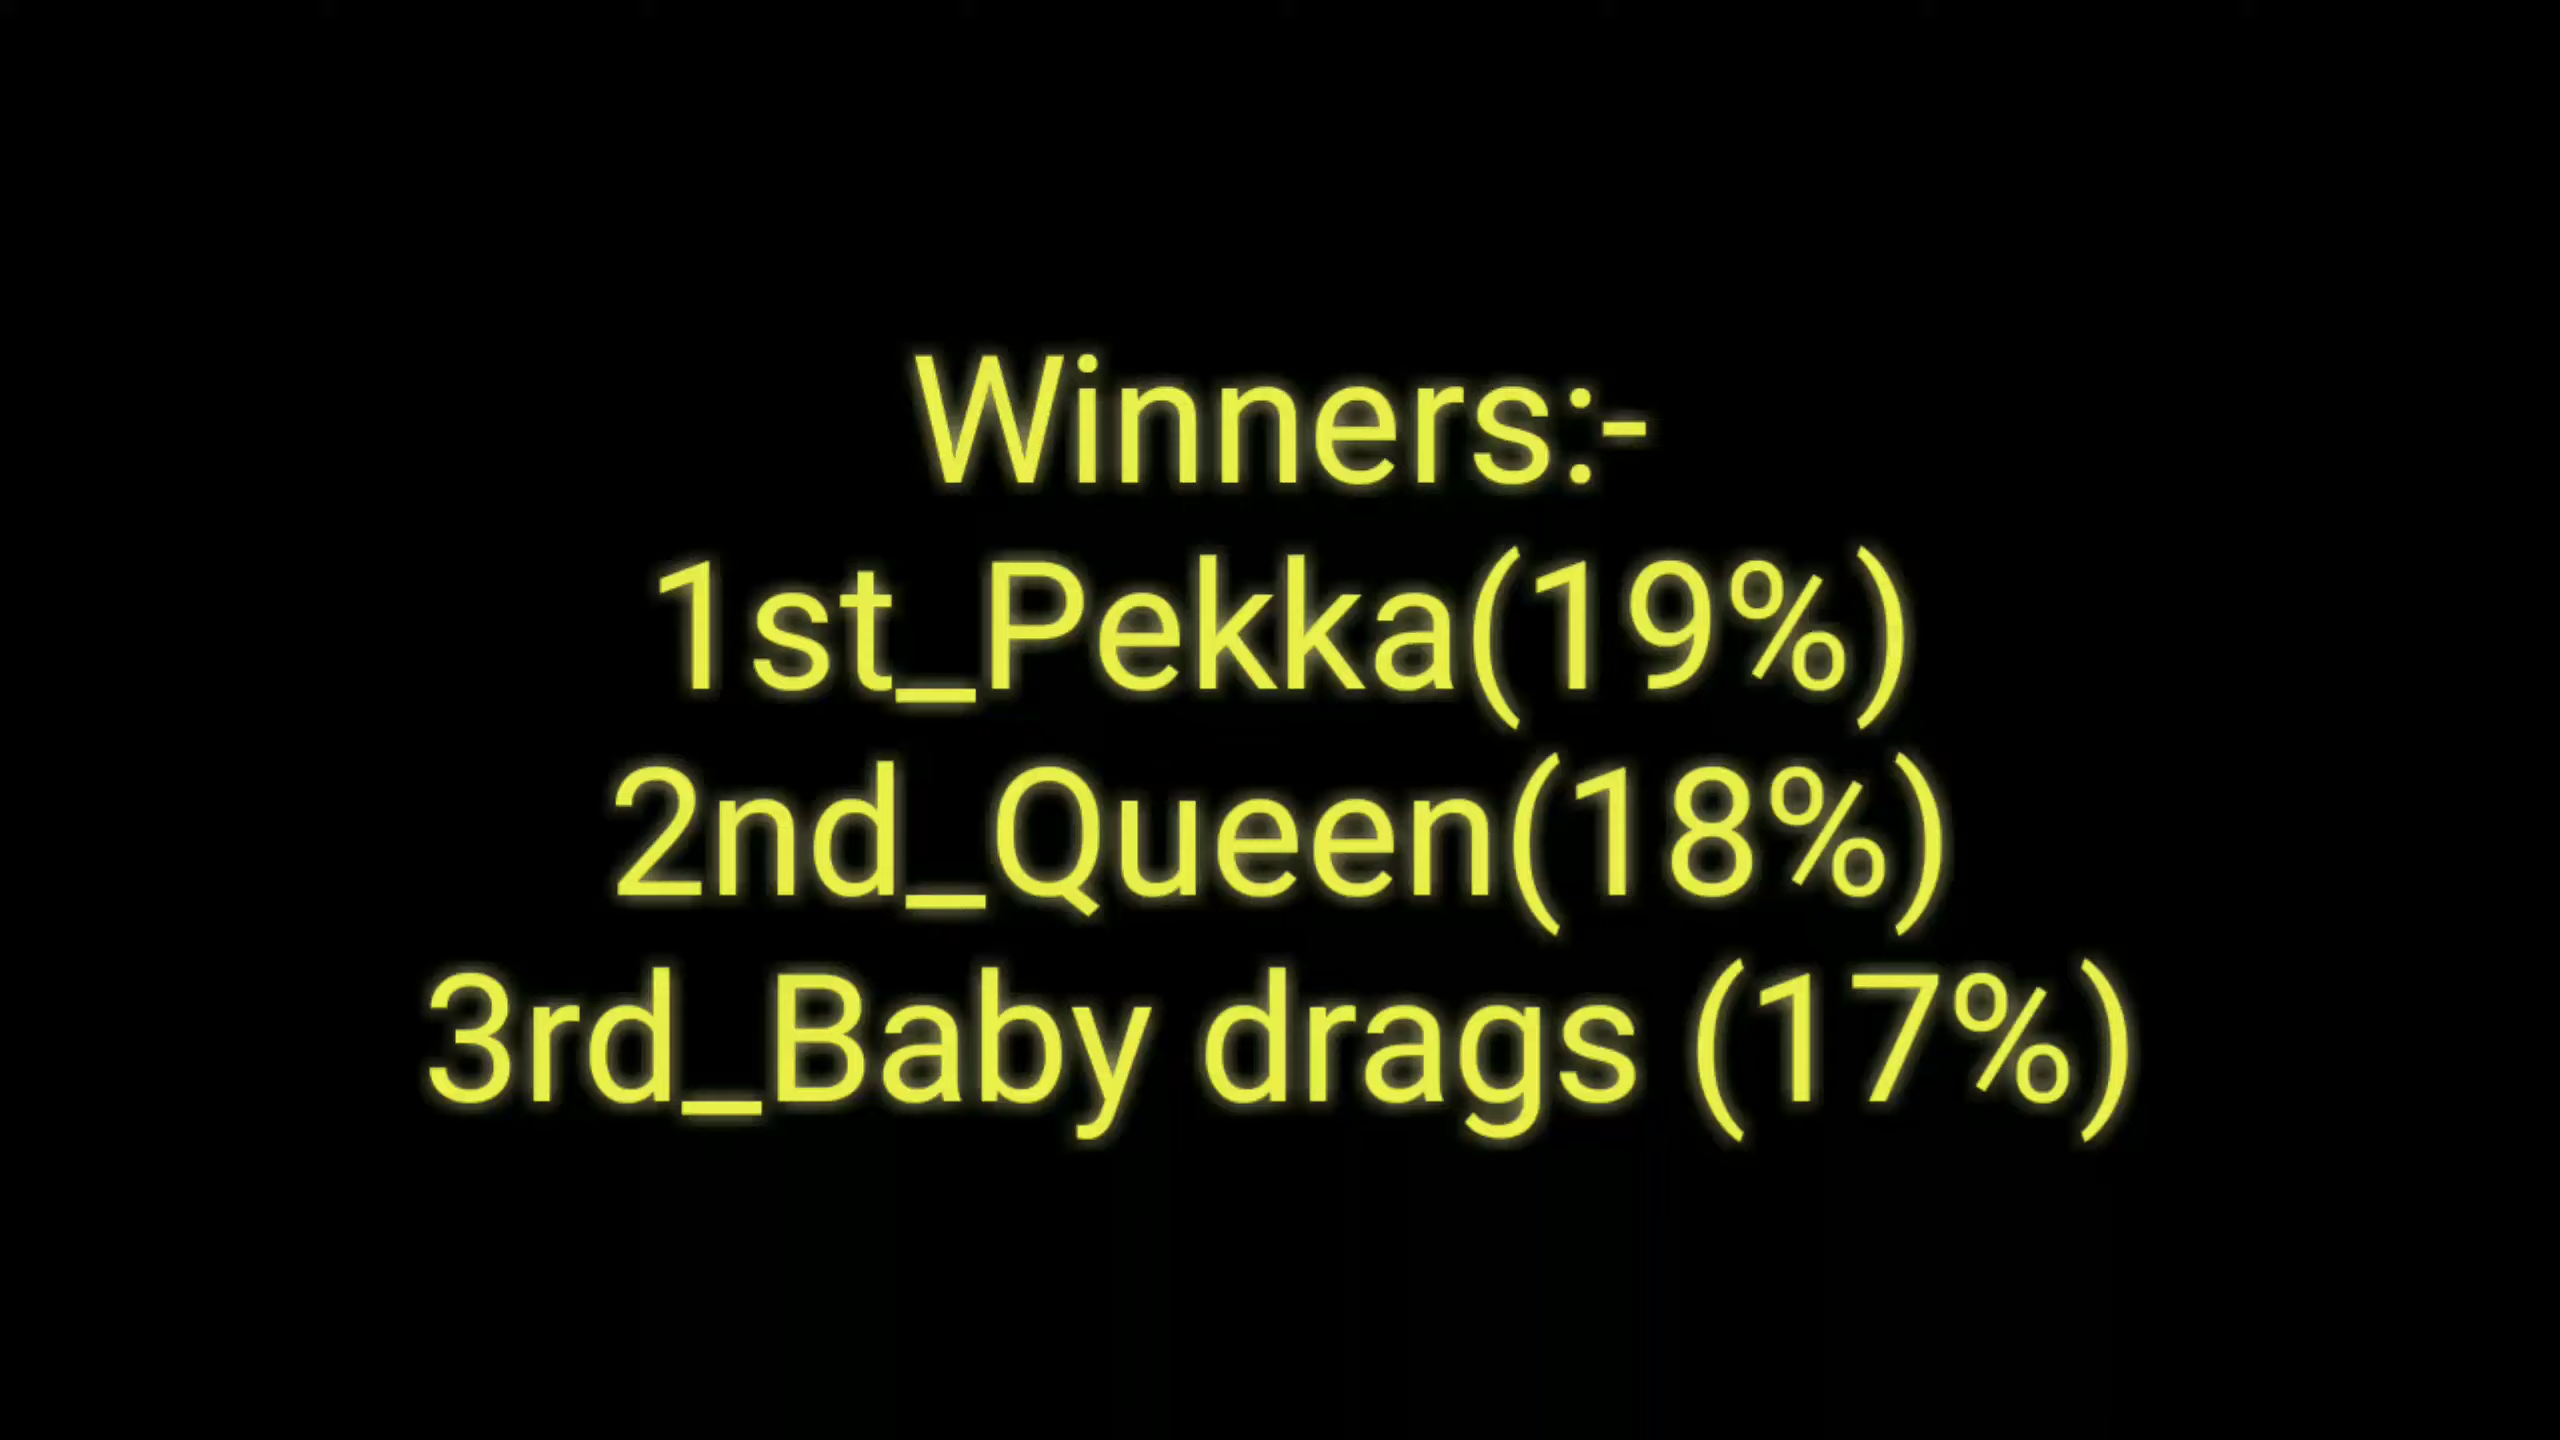 Winners:-
1st_Pekka(19%)
2nd_Queen(18%)
3rd_Baby drags (17%)